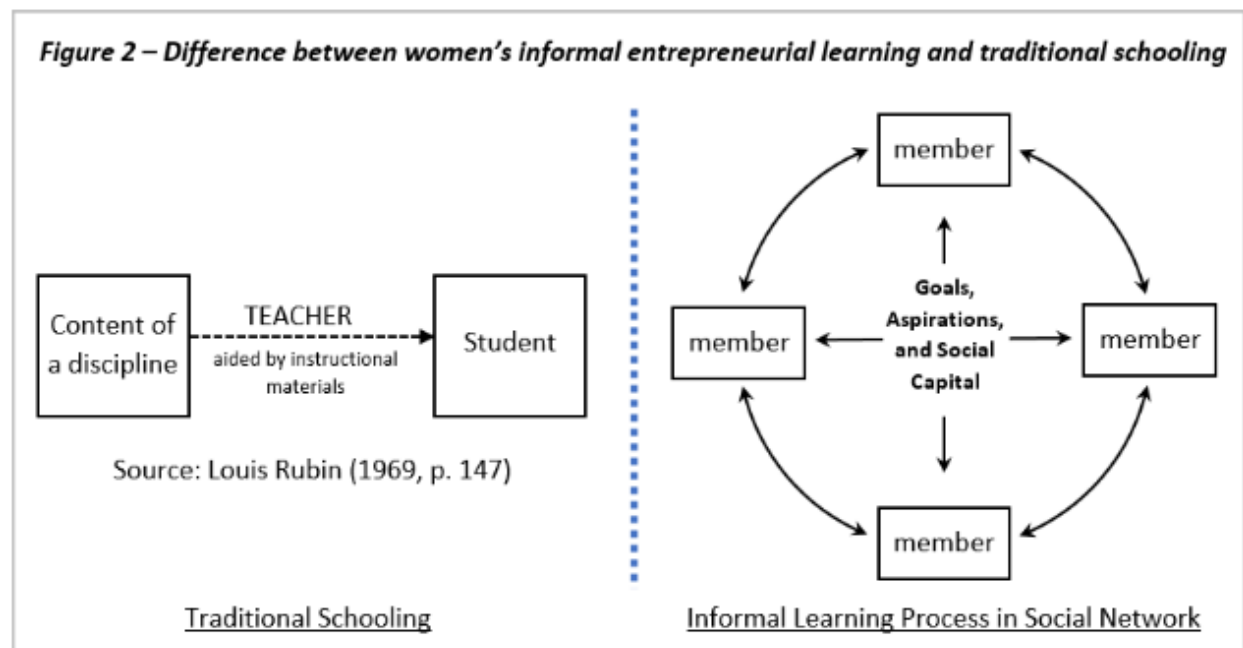 Figure 2 – Difference between women's informal entrepreneurial learning and traditional schooling
Content of
a discipline
TEACHER
aided by instructional
materials
Student
Source: Louis Rubin (1969, p. 147)
Traditional Schooling
member
member
Goals,
Aspirations,
and Social
Capital
member
member
Informal Learning Process in Social Network